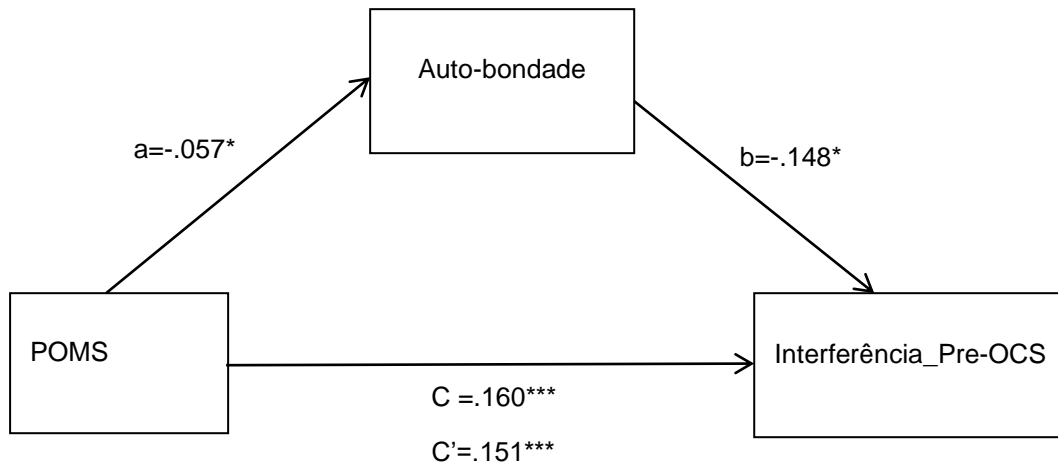 Auto-bondade
a=-.057*
b=-.148*
POMS
Interferência_Pre-OCS
C =.160***
C’=.151***